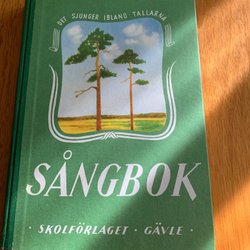 DET SJUNGER IBLAND TALLARNA
SÅNGBOK
· SKOLFÖRLAGET · GÄVLE ·